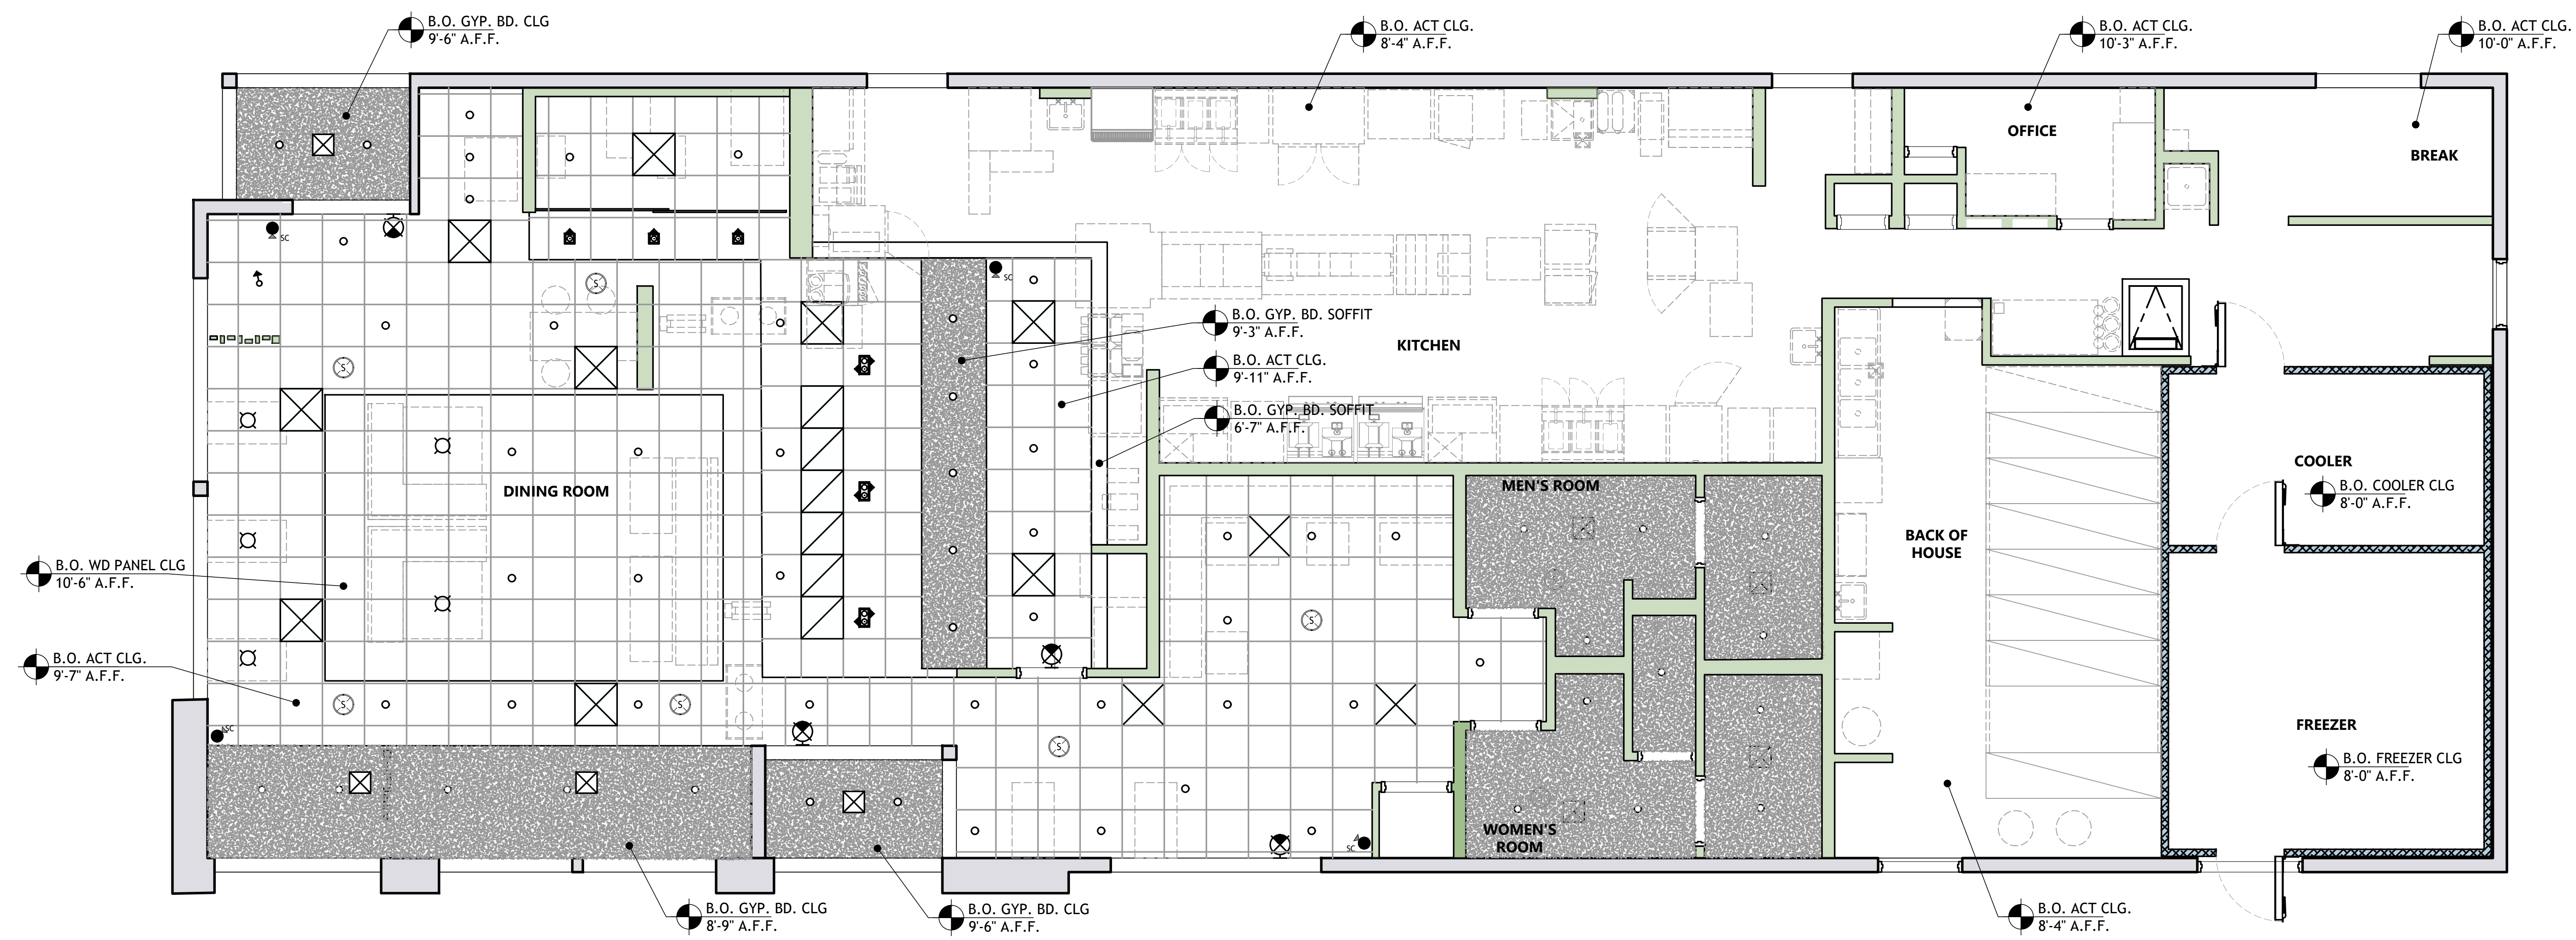 B.O. GYP. BD. CLG
9'-6" A.F.F.
B.O. ACT CLG.
8'-4" A.F.F.
B.O. ACT CLG.
10'-3" A.F.F.
B.O. ACT CLG.
10'-0" A.F.F.
OFFICE
BREAK
SC
SC
S
B.O. GYP. BD. SOFFIT
9'-3" A.F.F.
KITCHEN
B.O. ACT CLG.
9'-11" A.F.F.
S
B.O. GYP. BD. SOFFIT
6'-7" A.F.F.
COOLER
B.O. COOLER CLG
8'-0" A.F.F.
DINING ROOM
MEN'S ROOM
BACK OF
HOUSE
B.O. WD PANEL CLG
10'-6" A.F.F.
S
B.O. ACT CLG.
9'-7" A.F.F.
S
S
SC
S
FREEZER
B.O. FREEZER CLG
8'-0" A.F.F.
WOMEN'S
ROOM
SC
B.O. GYP. BD. CLG
8'-9" A.F.F.
B.O. GYP. BD. CLG
9'-6" A.F.F.
B.O. ACT CLG.
8'-4" A.F.F.